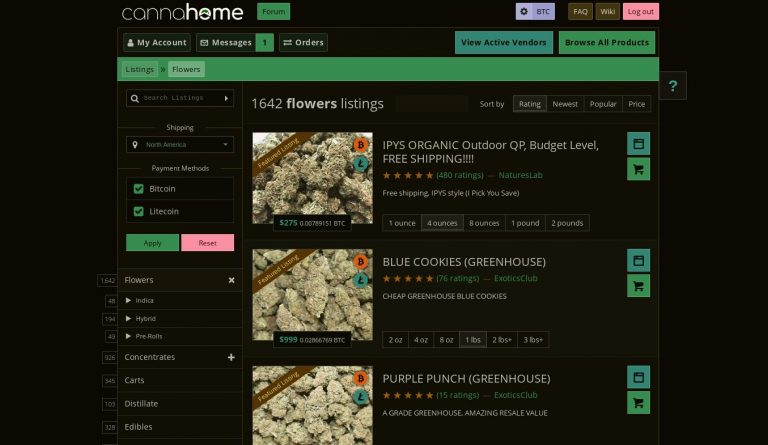 cannahome
Forum
BTC
FAQ
Wiki
Log out
My Account
Messages 1
Orders
View Active Vendors
Browse All Products
Listings » Flowers
?
Search Listings
Shipping
North America
Payment Methods
Bitcoin
Litecoin
Apply
Reset
1,642 Flowers
48 Indica
194 Hybrid
49 Pre-Rolls
926 Concentrates
345 Carts
103 Distillate
328 Edibles
1642 flowers listings
Sort by Rating Newest Popular Price
Featured Listing
IPYS ORGANIC Outdoor QP, Budget Level,
FREE SHIPPING!!!!
(480 ratings) — NaturesLab
Free shipping, IPYS style (I Pick You Save)
$275 0.00789151 BTC
1 ounce 4 ounces 8 ounces 1 pound 2 pounds
Featured Listing
BLUE COOKIES (GREENHOUSE)
(76 ratings) — ExoticsClub
CHEAP GREENHOUSE BLUE COOKIES
$999 0.02866769 BTC
2 oz 4 oz 8 oz 1 lbs 2 lbs+ 3 lbs+
Featured Listing
PURPLE PUNCH (GREENHOUSE)
(15 ratings) — ExoticsClub
A GRADE GREENHOUSE, AMAZING RESALE VALUE